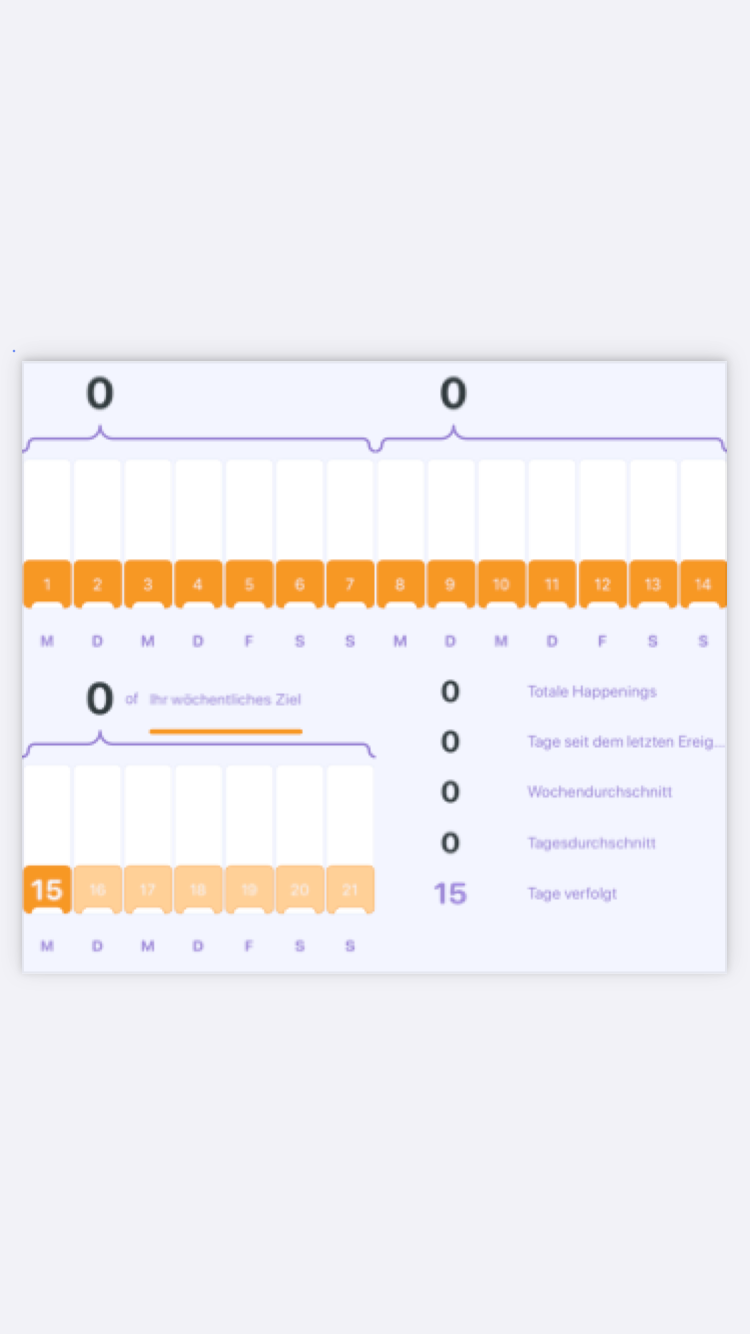 0 0
1 2 3 4 5 6 7 8 9 10 11 12 13 14
M D M D F S S M D M D F S S
0 of Ihr wöchentliches Ziel
15 16 17 18 19 20 21
M D M D F S S
0 Totale Happenings
0 Tage seit dem letzten Ereig...
0 Wochendurchschnitt
0 Tagesdurchschnitt
15 Tage verfolgt